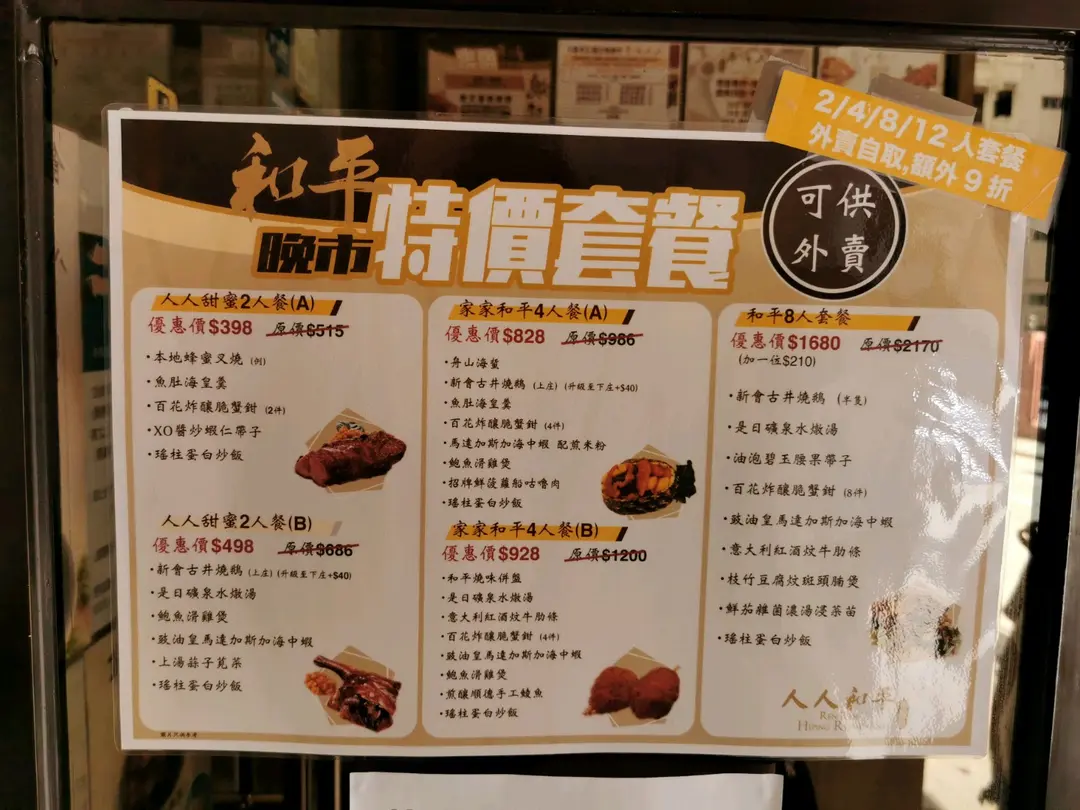 2/4/8/12 人套餐
外賣自取,額外 9 折
和平
晚市特價套餐
可供
外賣
人人甜蜜2人餐(A)
優惠價$398 原價$515
•本地蜂蜜叉燒 (例)
•魚肚海皇羹
•百花炸釀脆蟹鉗 (2件)
•XO醬炒蝦仁帶子
•瑤柱蛋白炒飯
人人甜蜜2人餐(B)
優惠價$498 原價$686
•新會古井燒鵝 (上庄) (升級至下庄+$40)
•是日礦泉水燉湯
•鮑魚滑雞煲
•豉油皇馬達加斯加海中蝦
•上湯蒜子莧菜
•瑤柱蛋白炒飯
圖片只供參考
家家和平4人餐(A)
優惠價$828 原價$986
•舟山海蜇
•新會古井燒鵝 (上庄) (升級至下庄+$40)
•魚肚海皇羹
•百花炸釀脆蟹鉗 (4件)
•馬達加斯加海中蝦 配煎米粉
•鮑魚滑雞煲
•招牌鮮菠蘿船咕嚕肉
•瑤柱蛋白炒飯
家家和平4人餐(B)
優惠價$928 原價$1200
•和平燒味併盤
•是日礦泉水燉湯
•意大利紅酒炆牛肋條
•百花炸釀脆蟹鉗 (4件)
•豉油皇馬達加斯加海中蝦
•鮑魚滑雞煲
•煎釀順德手工鯪魚
•瑤柱蛋白炒飯
和平8人套餐
優惠價$1680 原價$2170
(加一位$210)
•新會古井燒鵝 (半隻)
•是日礦泉水燉湯
•油泡碧玉腰果帶子
•百花炸釀脆蟹鉗 (8件)
•豉油皇馬達加斯加海中蝦
•意大利紅酒炆牛肋條
•枝竹豆腐炆斑頭腩煲
•鮮茄雜菌濃湯浸菜苗
•瑤柱蛋白炒飯
人人和平